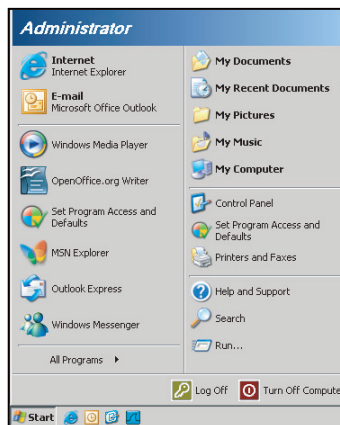 Administrator
Internet
Internet Explorer
E-mail
Microsoft Office Outlook
Windows Media Player
OpenOffice.org Writer
Set Program Access and
Defaults
MSN Explorer
Outlook Express
Windows Messenger
All Programs
My Documents
My Recent Documents
My Pictures
My Music
My Computer
Control Panel
Set Program Access and
Defaults
Printers and Faxes
Help and Support
Search
Run...
Log Off
Turn Off Compute
Start